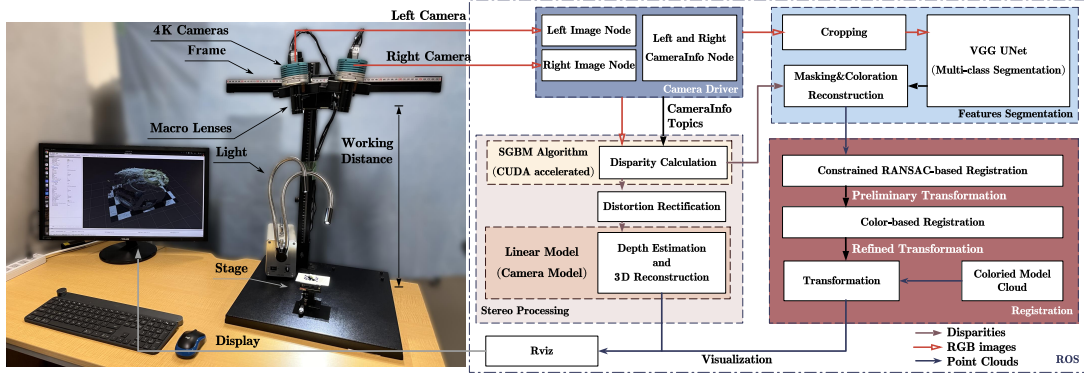 Left Camera
4K Cameras
Frame
Right Camera
Macro Lenses
Light
Working
Distance
Stage
Display
Left Image Node
Right Image Node
Left and Right
CameraInfo Node
Camera Driver
CameraInfo
Topics
Cropping
VGG UNet
(Multi-class Segmentation)
Masking&Coloration
Reconstruction
Features Segmentation
SGBM Algorithm
(CUDA accelerated)
Disparity Calculation
Distortion Rectification
Linear Model
(Camera Model)
Depth Estimation
and
3D Reconstruction
Stereo Processing
Constrained RANSAC-based Registration
Preliminary Transformation
Color-based Registration
Refined Transformation
Transformation
Coloried Model
Cloud
Registration
Rviz
Visualization
Disparities
RGB images
Point Clouds
ROS